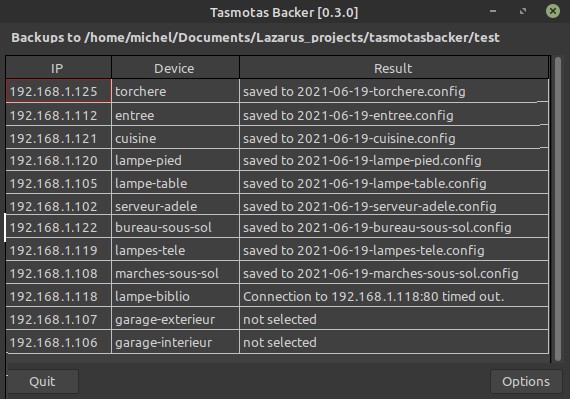 Tasmotas Backer [0.3.0]
Backups to /home/michel/Documents/Lazarus_projects/tasmotasbacker/test
IP Device Result
192.168.1.125 torchere saved to 2021-06-19-torchere.config
192.168.1.112 entree saved to 2021-06-19-entree.config
192.168.1.121 cuisine saved to 2021-06-19-cuisine.config
192.168.1.120 lampe-pied saved to 2021-06-19-lampe-pied.config
192.168.1.105 lampe-table saved to 2021-06-19-lampe-table.config
192.168.1.102 serveur-adele saved to 2021-06-19-serveur-adele.config
192.168.1.122 bureau-sous-sol saved to 2021-06-19-bureau-sous-sol.config
192.168.1.119 lampes-tele saved to 2021-06-19-lampes-tele.config
192.168.1.108 marches-sous-sol saved to 2021-06-19-marches-sous-sol.config
192.168.1.118 lampe-biblio Connection to 192.168.1.118:80 timed out.
192.168.1.107 garage-exterieur not selected
192.168.1.106 garage-interieur not selected
Quit Options